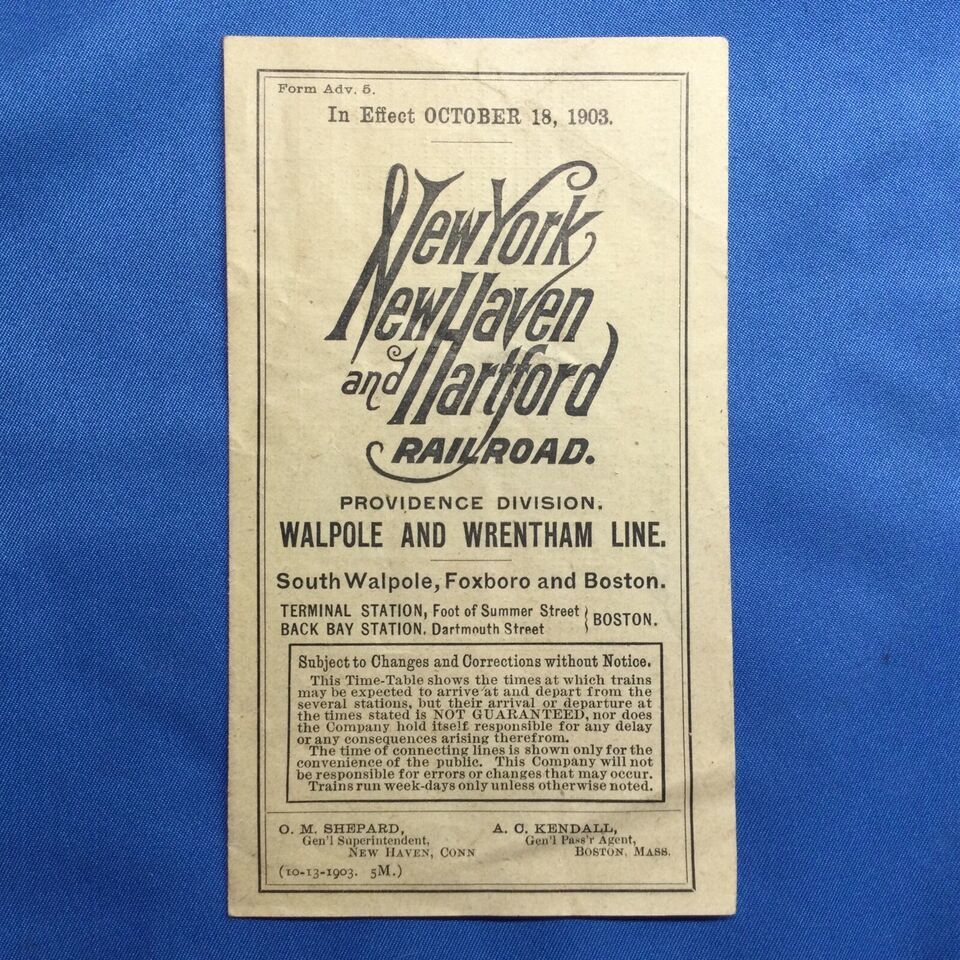 Form Adv. 5.
In Effect OCTOBER 18, 1903.
New York
New Haven
and Hartford
RAILROAD.
PROVIDENCE DIVISION.
WALPOLE AND WRENTHAM LINE.
South Walpole, Foxboro and Boston.
TERMINAL STATION, Foot of Summer Street
BACK BAY STATION. Dartmouth Street
} BOSTON.
Subject to Changes and Corrections without Notice.
This Time-Table shows the times at which trains
may be expected to arrive at and depart from the
several stations, but their arrival or departure at
the times stated is NOT GUARANTEED, nor does
the Company hold itself responsible for any delay
or any consequences arising therefrom.
The time of connecting lines is shown only for the
convenience of the public. This Company will not
be responsible for errors or changes that may occur.
Trains run week-days only unless otherwise noted.
O. M. SHEPARD,
Gen'l Superintendent,
NEW HAVEN, CONN
A. C. KENDALL,
Gen'l Pass'r Agent,
BOSTON, MASS.
(10-13-1903. 5M.)